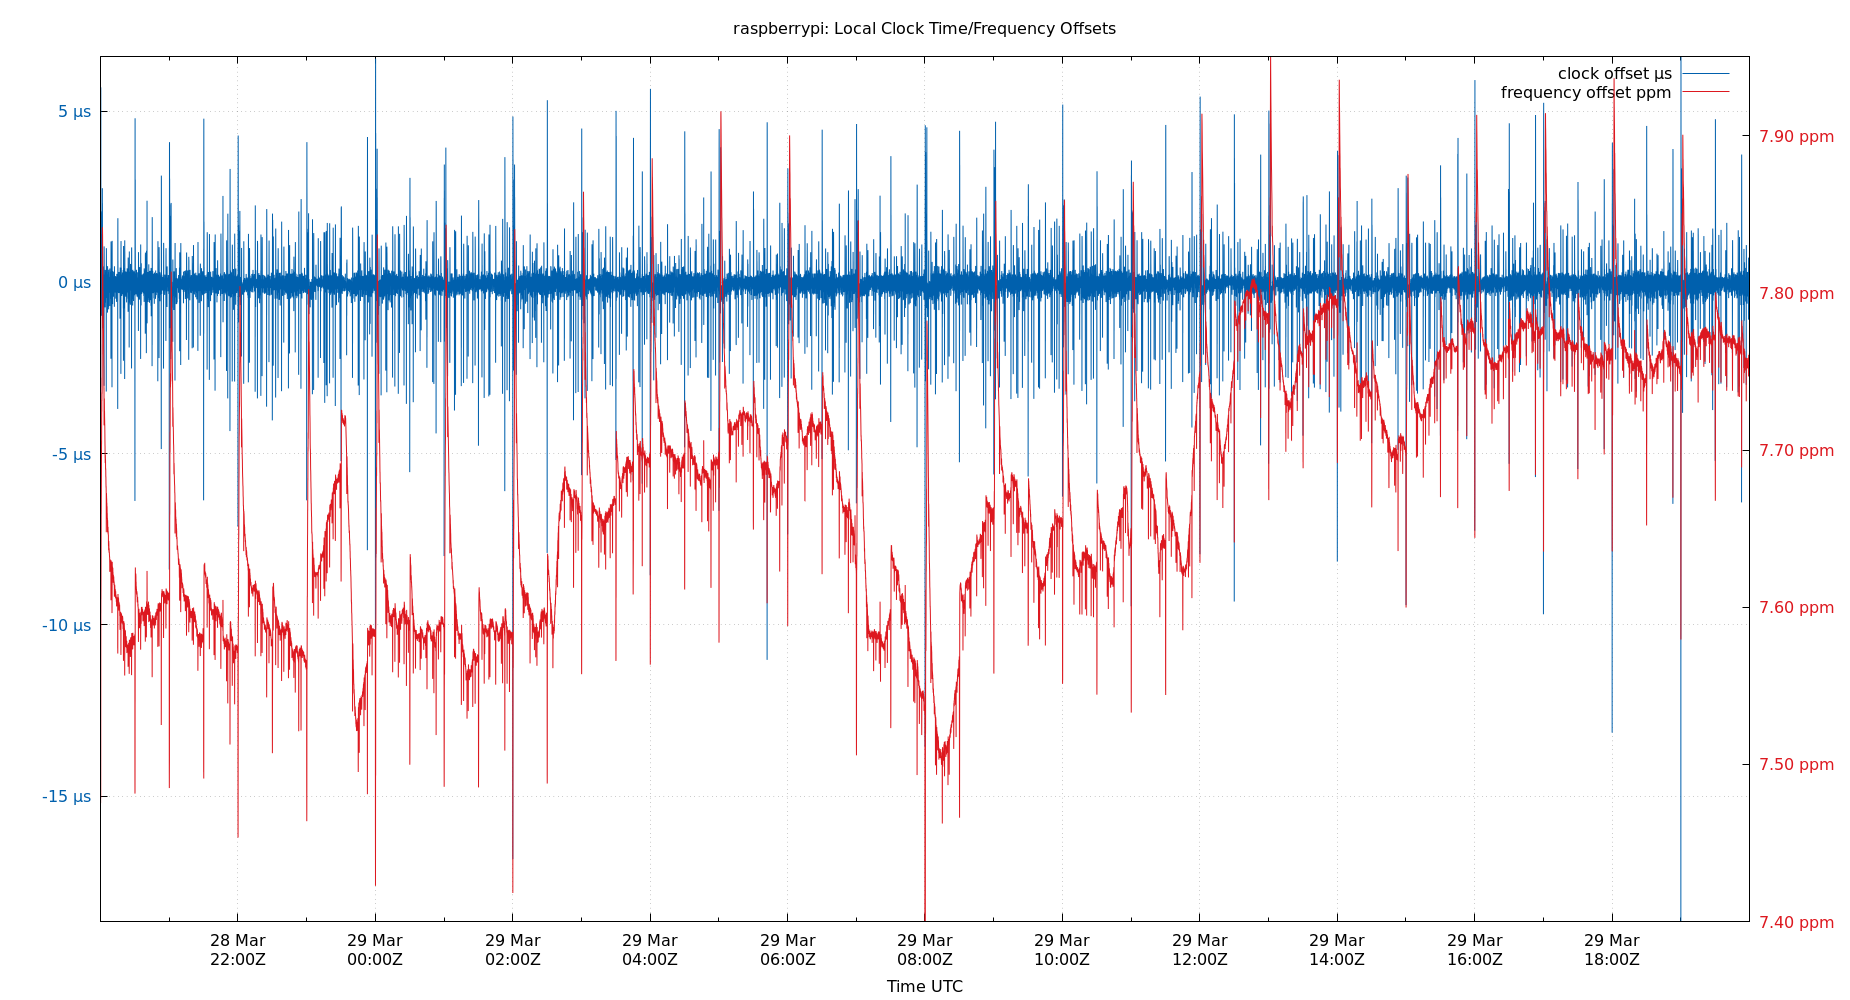 raspberrypi: Local Clock Time/Frequency Offsets
clock offset µs
frequency offset ppm
5 µs
0 µs
-5 µs
-10 µs
-15 µs
7.90 ppm
7.80 ppm
7.70 ppm
7.60 ppm
7.50 ppm
7.40 ppm
28 Mar 29 Mar 29 Mar 29 Mar 29 Mar 29 Mar 29 Mar 29 Mar 29 Mar 29 Mar 29 Mar
22:00Z 00:00Z 02:00Z 04:00Z 06:00Z 08:00Z 10:00Z 12:00Z 14:00Z 16:00Z 18:00Z
Time UTC